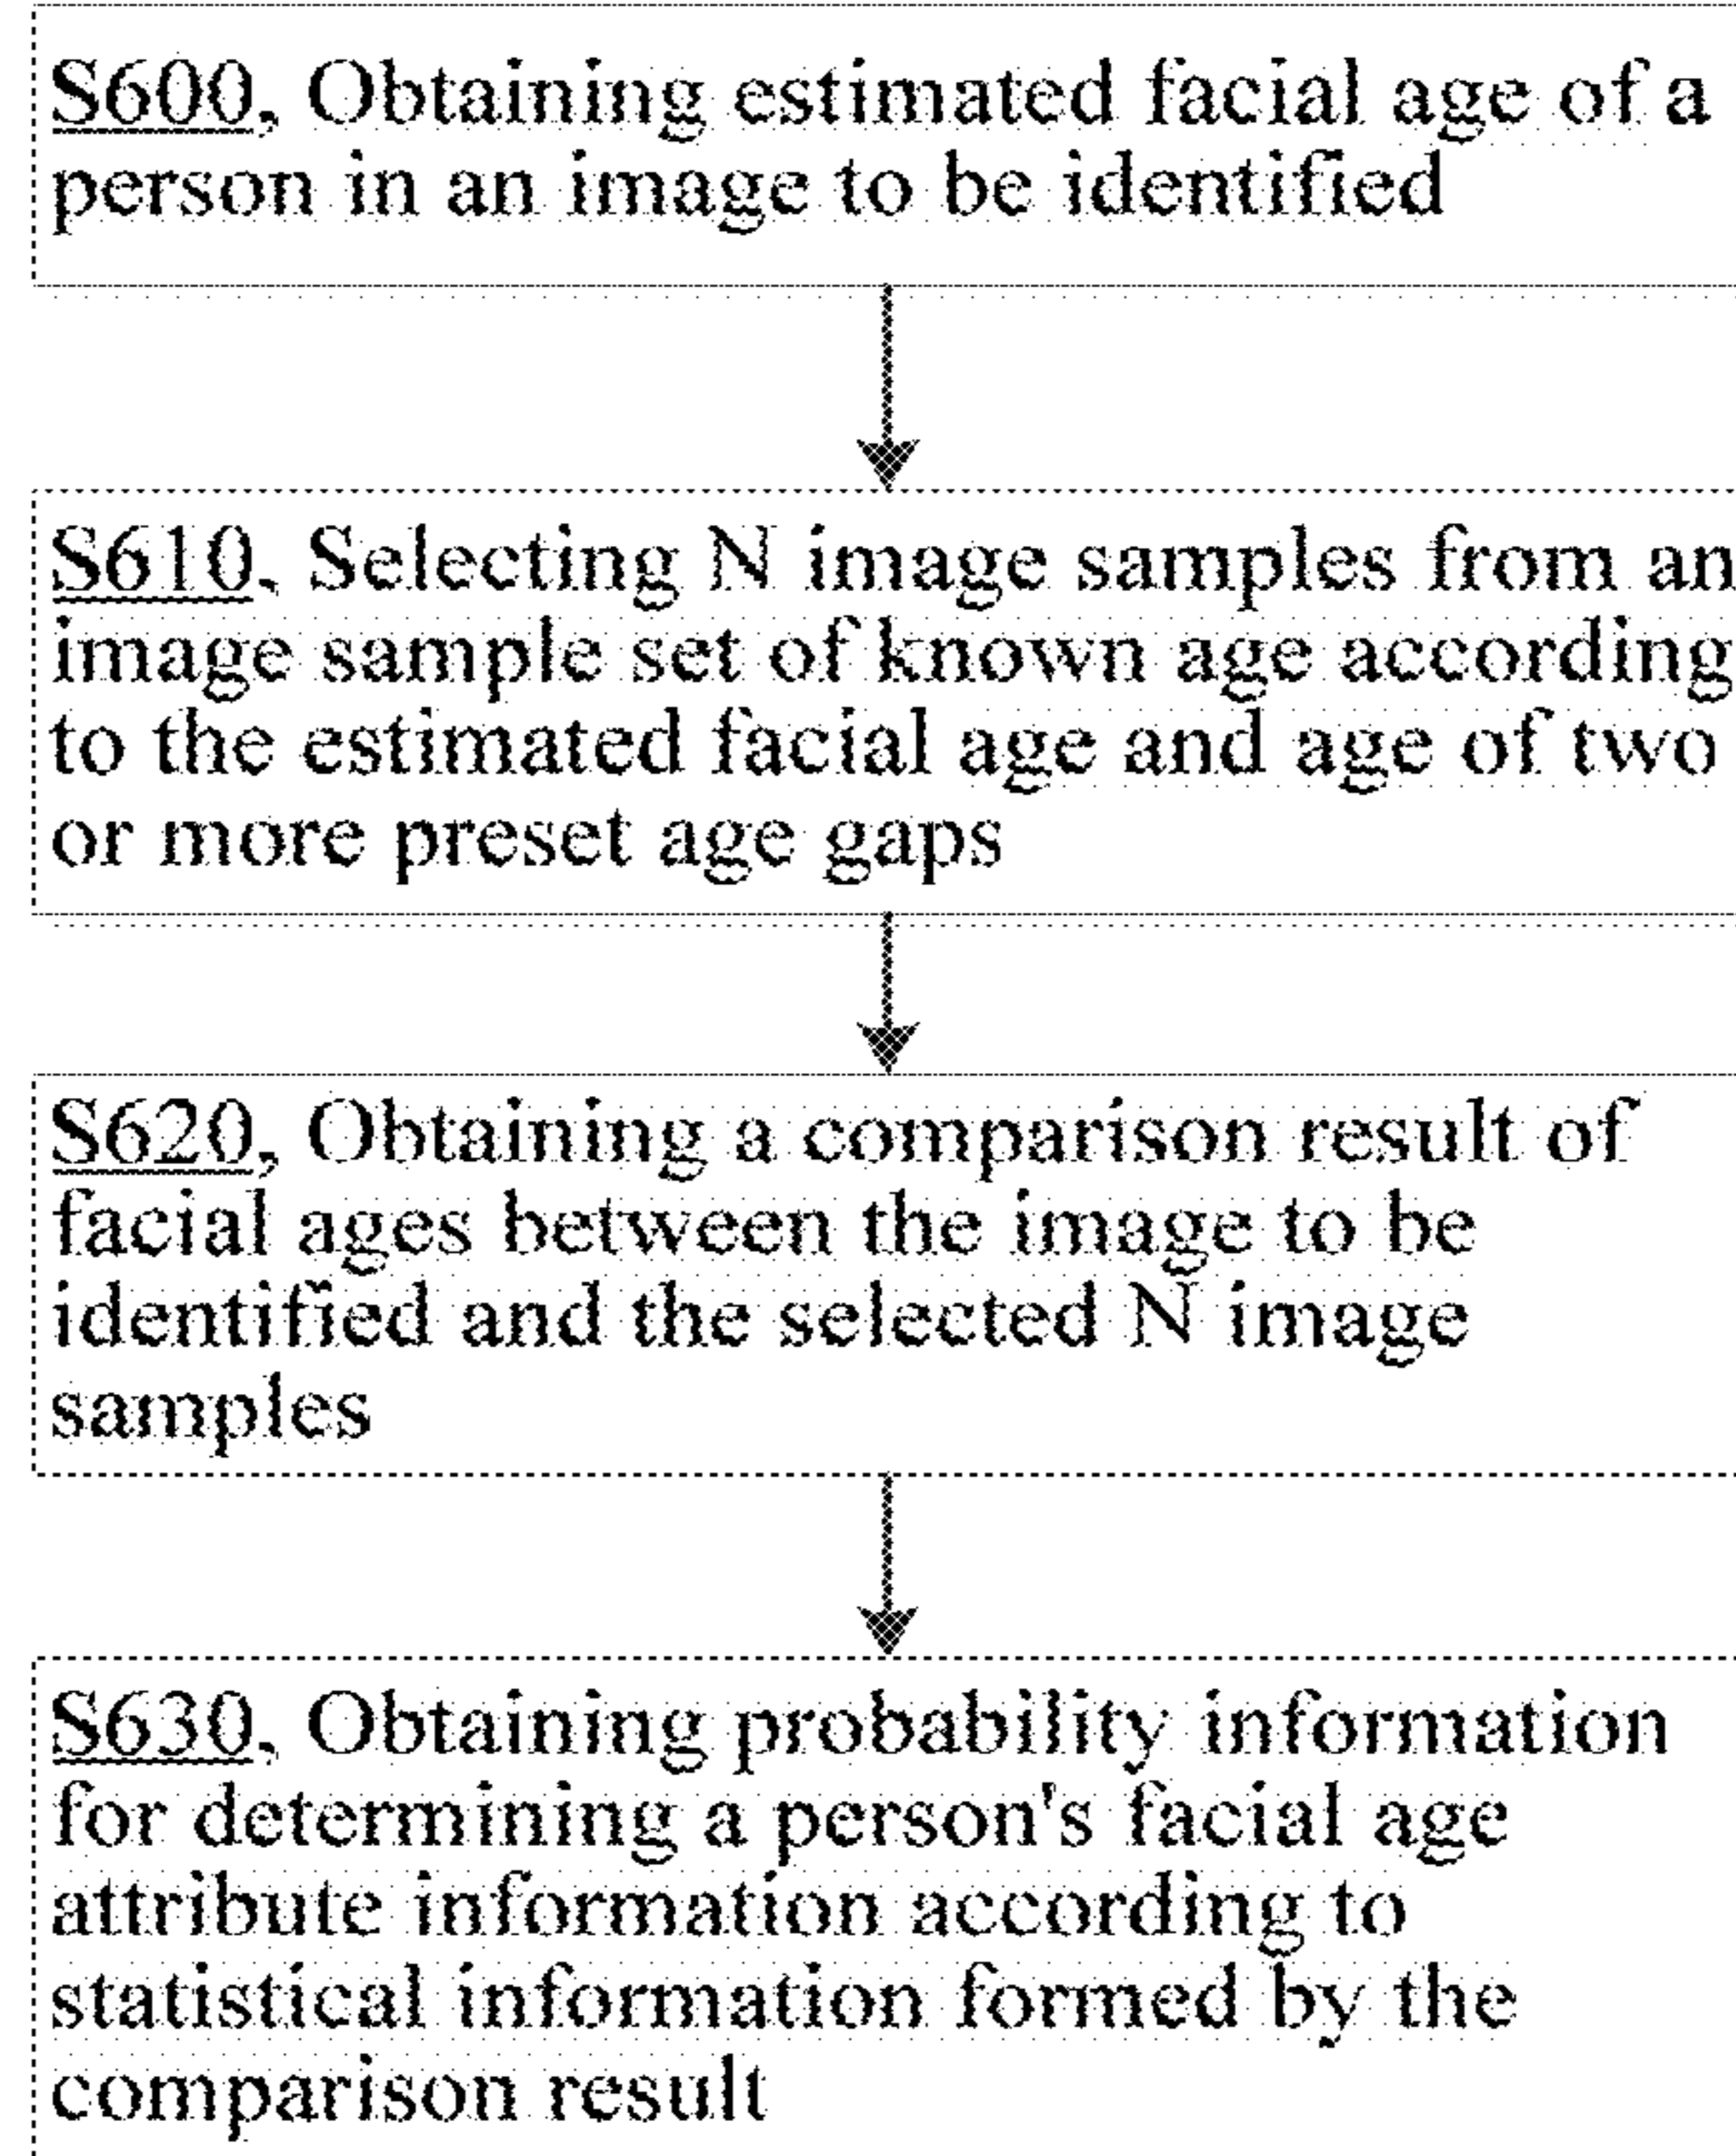 S600, Obtaining estimated facial age of a
person in an image to be identified
S610, Selecting N image samples from an
image sample set of known age according
to the estimated facial age and age of two
or more preset age gaps
S620, Obtaining a comparison result of
facial ages between the image to be
identified and the selected N image
samples
S630, Obtaining probability information
for determining a person's facial age
attribute information according to
statistical information formed by the
comparison result